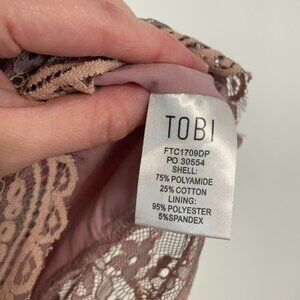 TOBI
FTC1709DP
PO 30554
SHELL:
75% POLYAMIDE
25% COTTON
LINING:
95% POLYESTER
5%SPANDEX